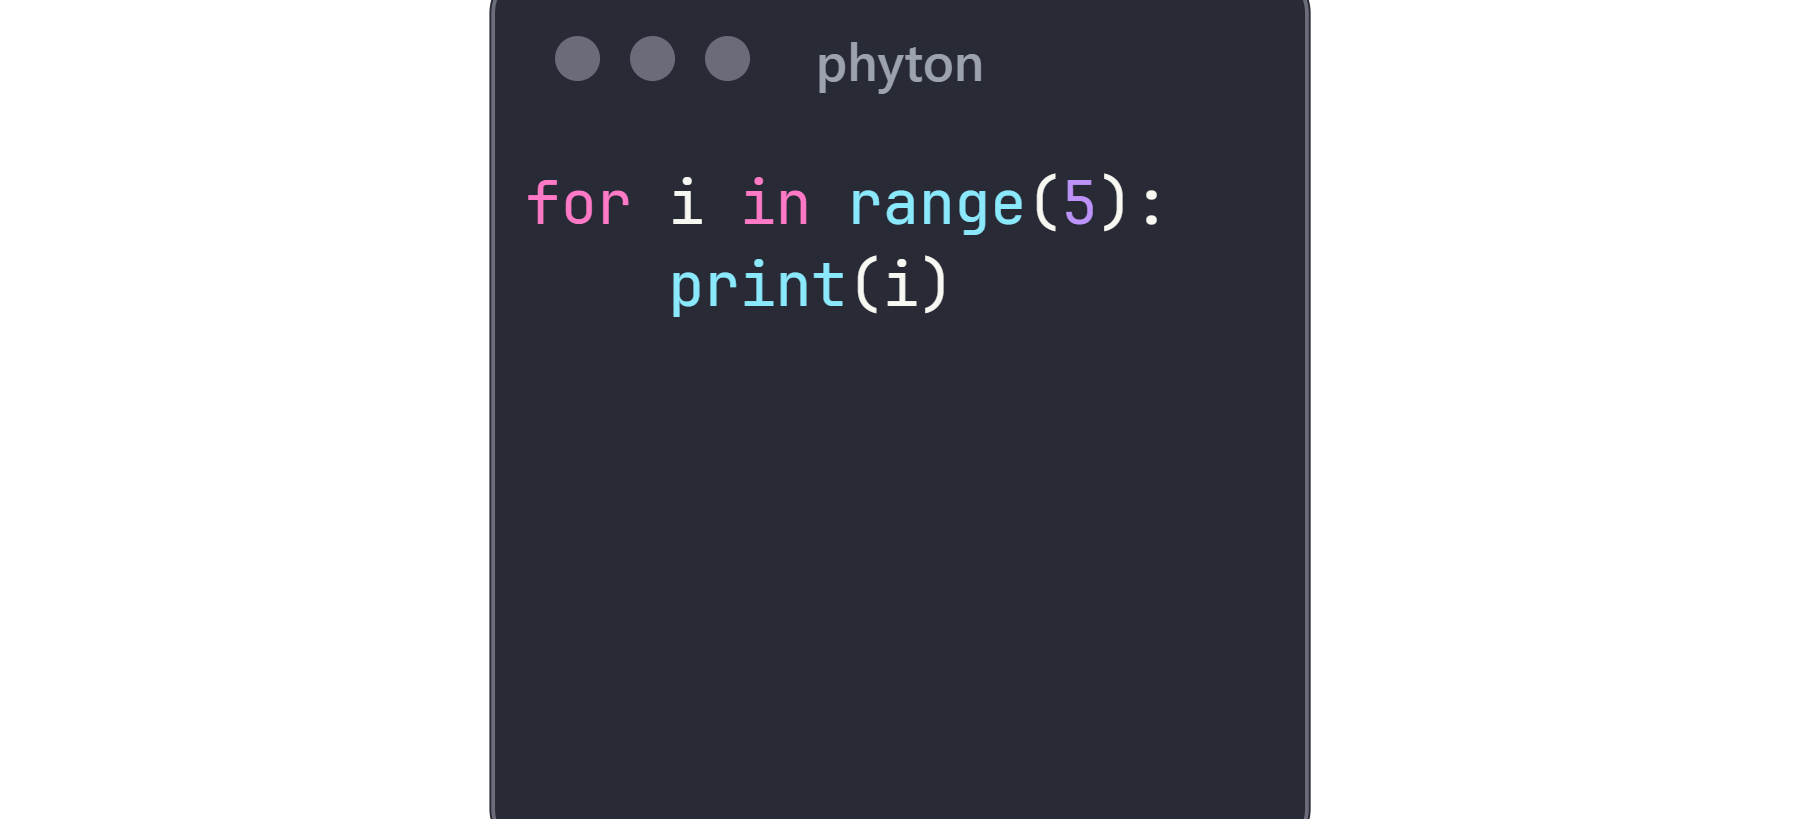 phyton
for i in range(5):
    print(i)